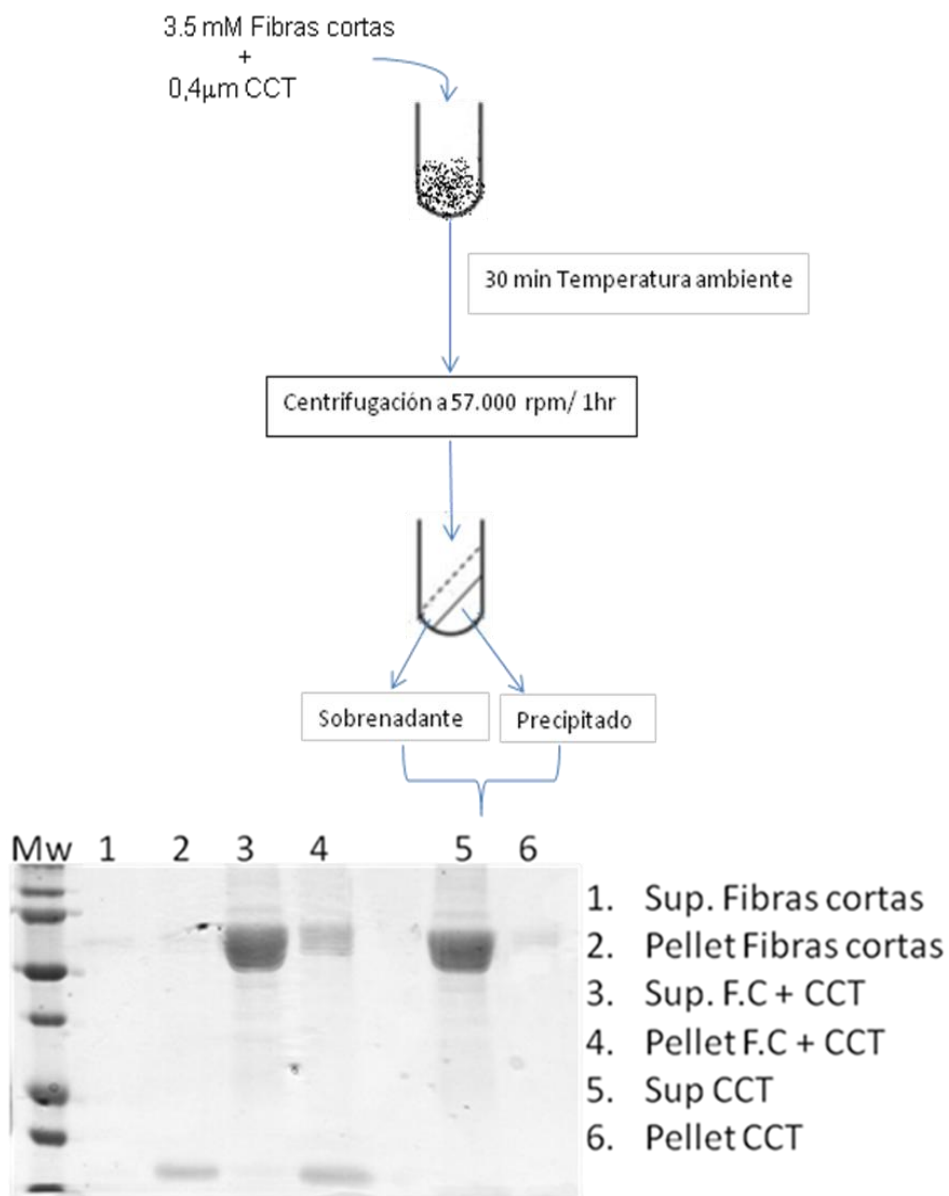 3.5 mM Fibras cortas
+
0,4µm CCT
30 min Temperatura ambiente
Centrifugación a 57.000 rpm/ 1hr
Sobrenadante
Precipitado
Mw 1 2 3 4 5 6
1. Sup. Fibras cortas
2. Pellet Fibras cortas
3. Sup. F.C + CCT
4. Pellet F.C + CCT
5. Sup CCT
6. Pellet CCT